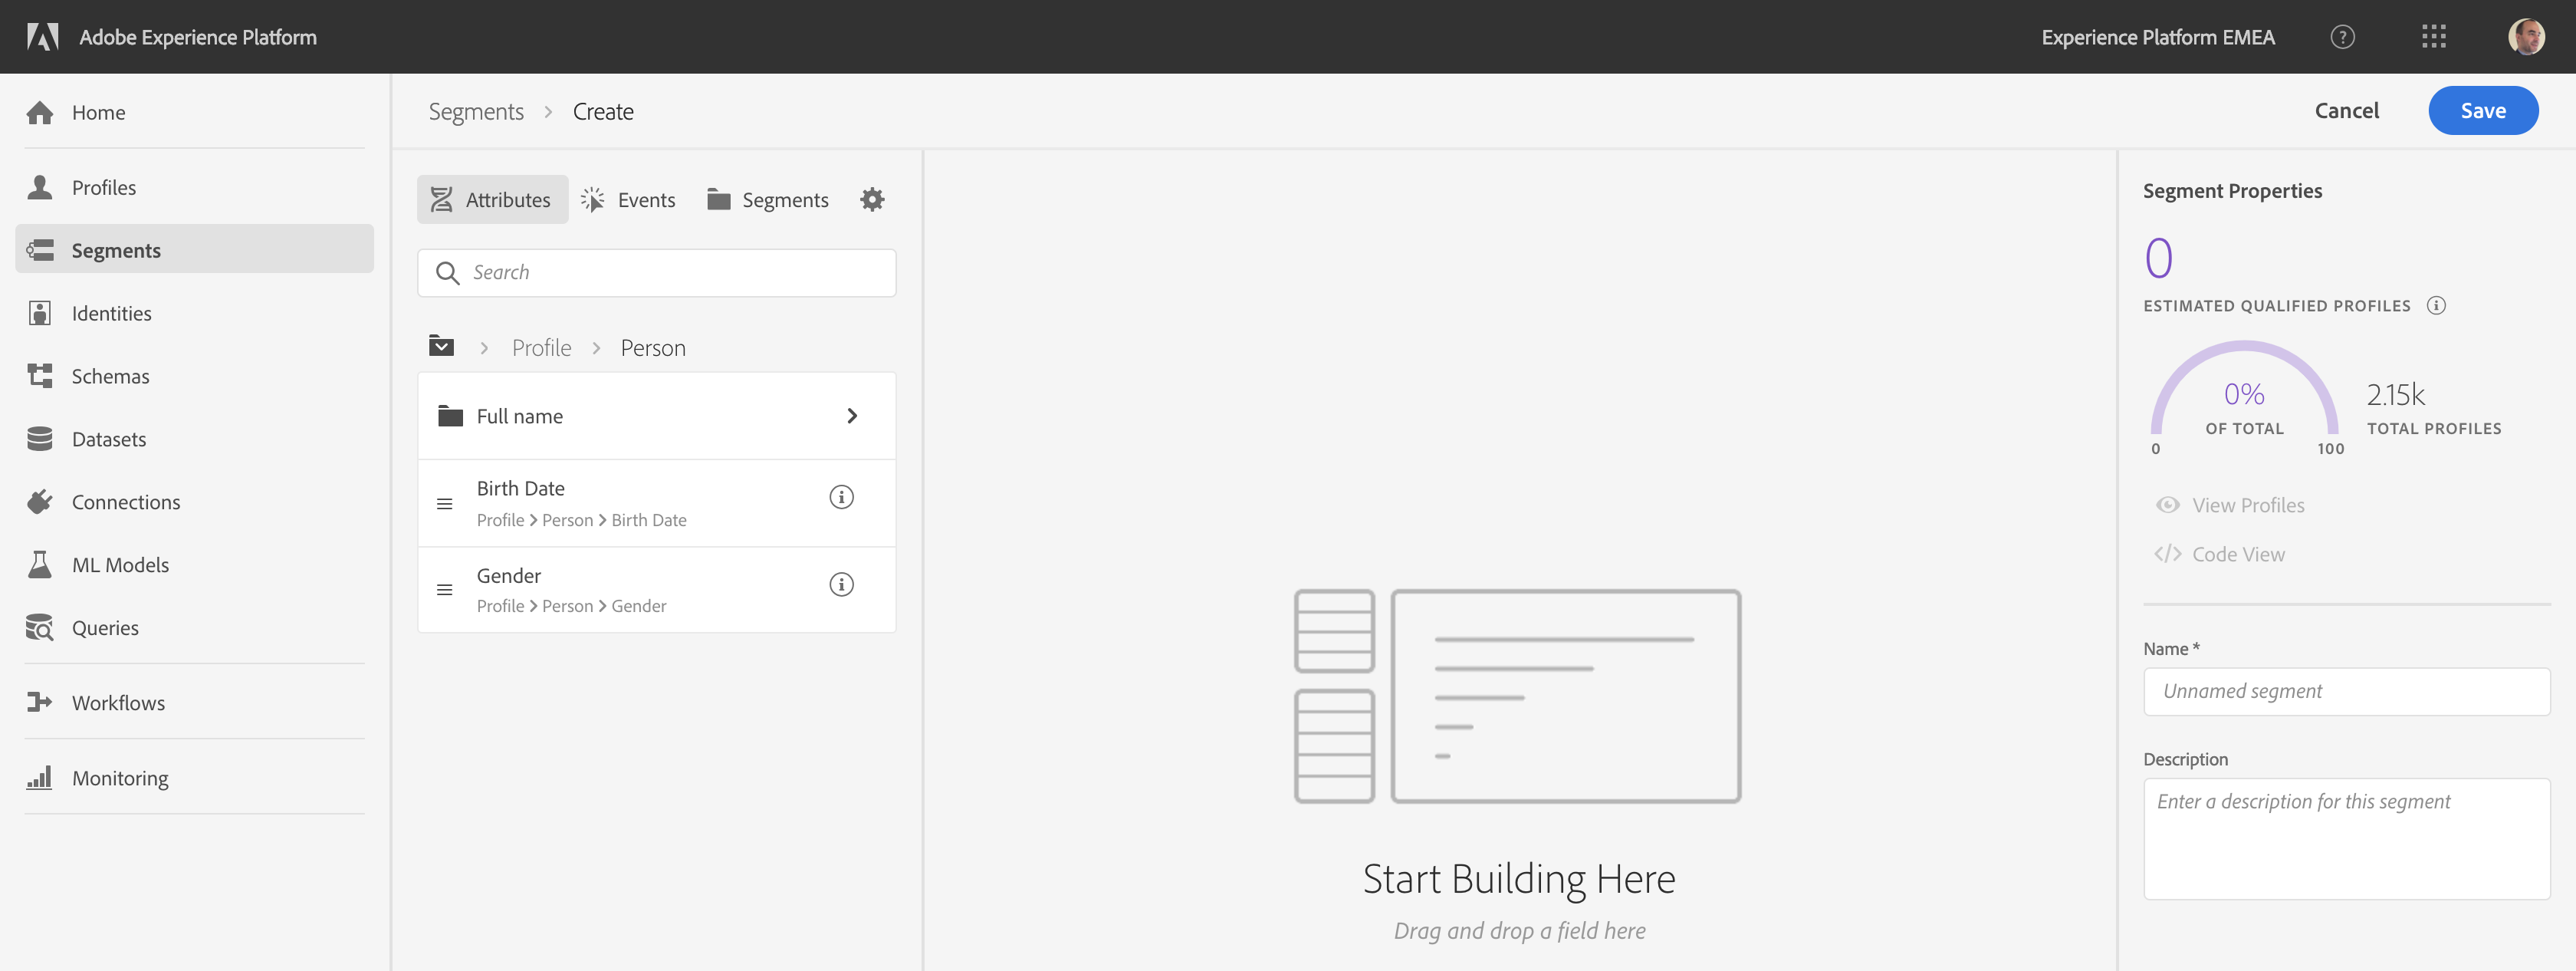 Adobe Experience Platform
Experience Platform EMEA
Home
Profiles
Segments
Identities
Schemas
Datasets
Connections
ML Models
Queries
Workflows
Monitoring
Segments > Create
Cancel
Save
Attributes
Events
Segments
Search
> Profile > Person
Full name
Birth Date
Profile > Person > Birth Date
Gender
Profile > Person > Gender
Start Building Here
Drag and drop a field here
Segment Properties
0
ESTIMATED QUALIFIED PROFILES
0%
OF TOTAL
0
100
2.15k
TOTAL PROFILES
View Profiles
</> Code View
Name *
Unnamed segment
Description
Enter a description for this segment